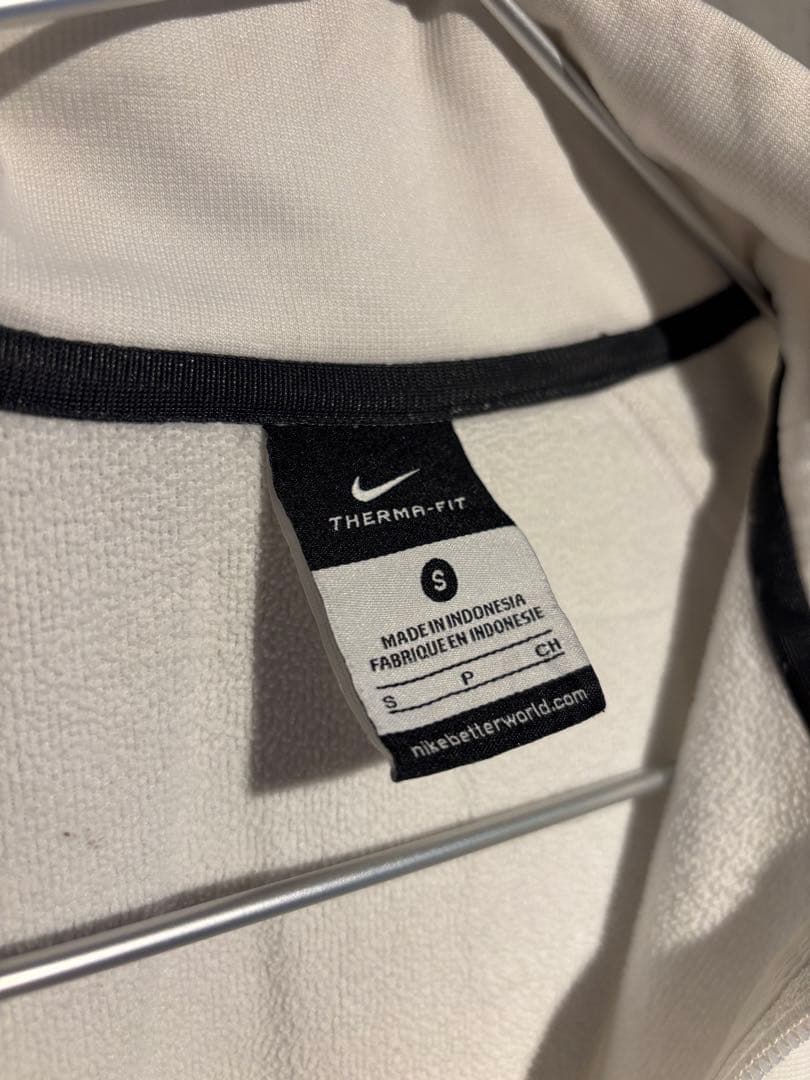 THERMA-FIT
S
MADE IN INDONESIA
FABRIQUE EN INDONESIE
S P CH
nikebetterworld.com